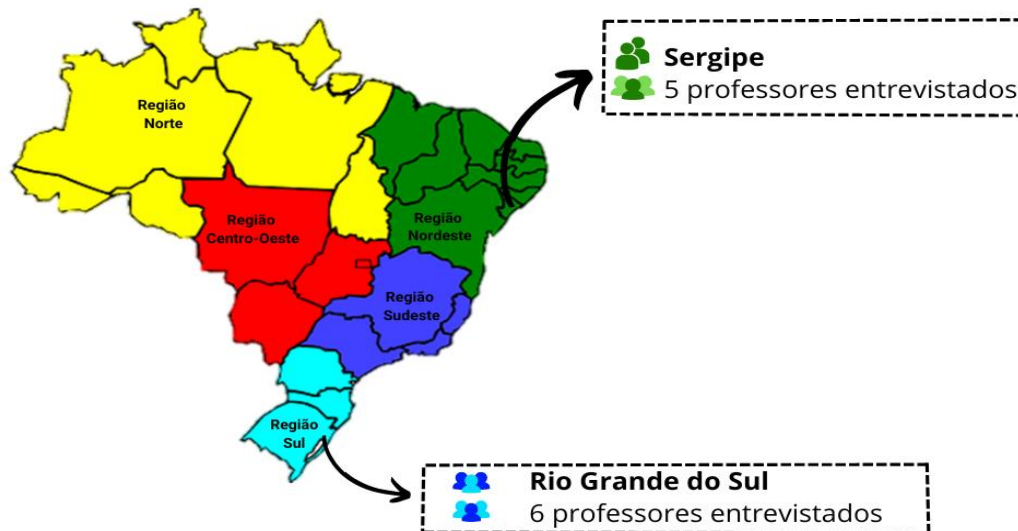 Sergipe
5 professores entrevistados
Região
Norte
Região
Nordeste
Região
Centro-Oeste
Região
Sudeste
Região
Sul
Rio Grande do Sul
6 professores entrevistados